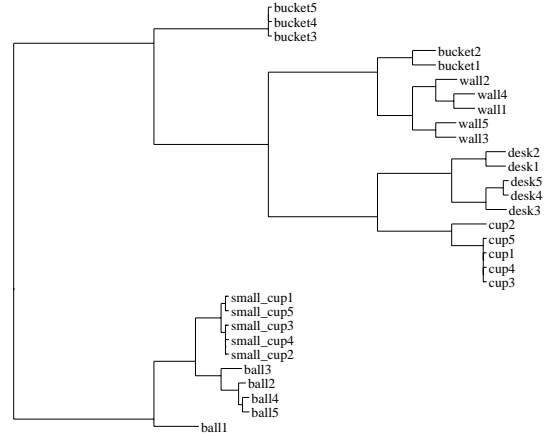 bucket5
bucket4
bucket3
bucket2
bucket1
wall2
wall4
wall1
wall5
wall3
desk2
desk1
desk5
desk4
desk3
cup2
cup5
cup1
cup4
cup3
small_cup1
small_cup5
small_cup3
small_cup4
small_cup2
ball3
ball2
ball4
ball5
ball1